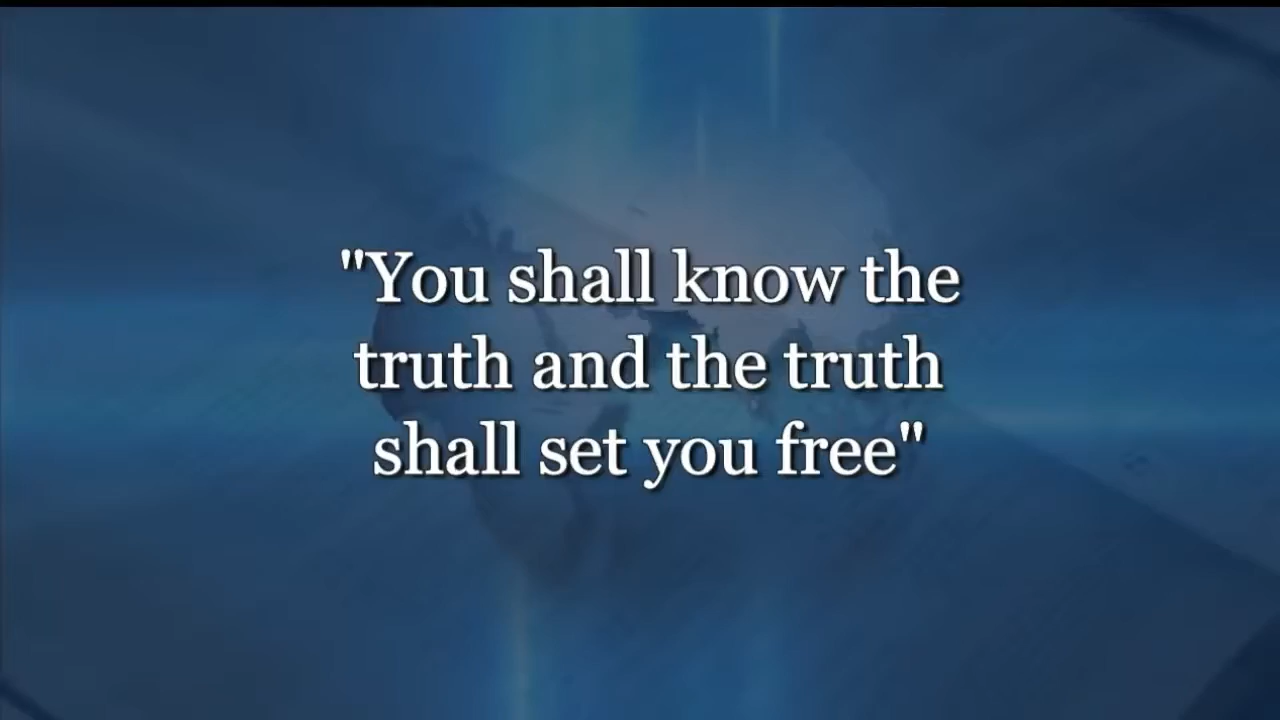 "You shall know the
truth and the truth
shall set you free"